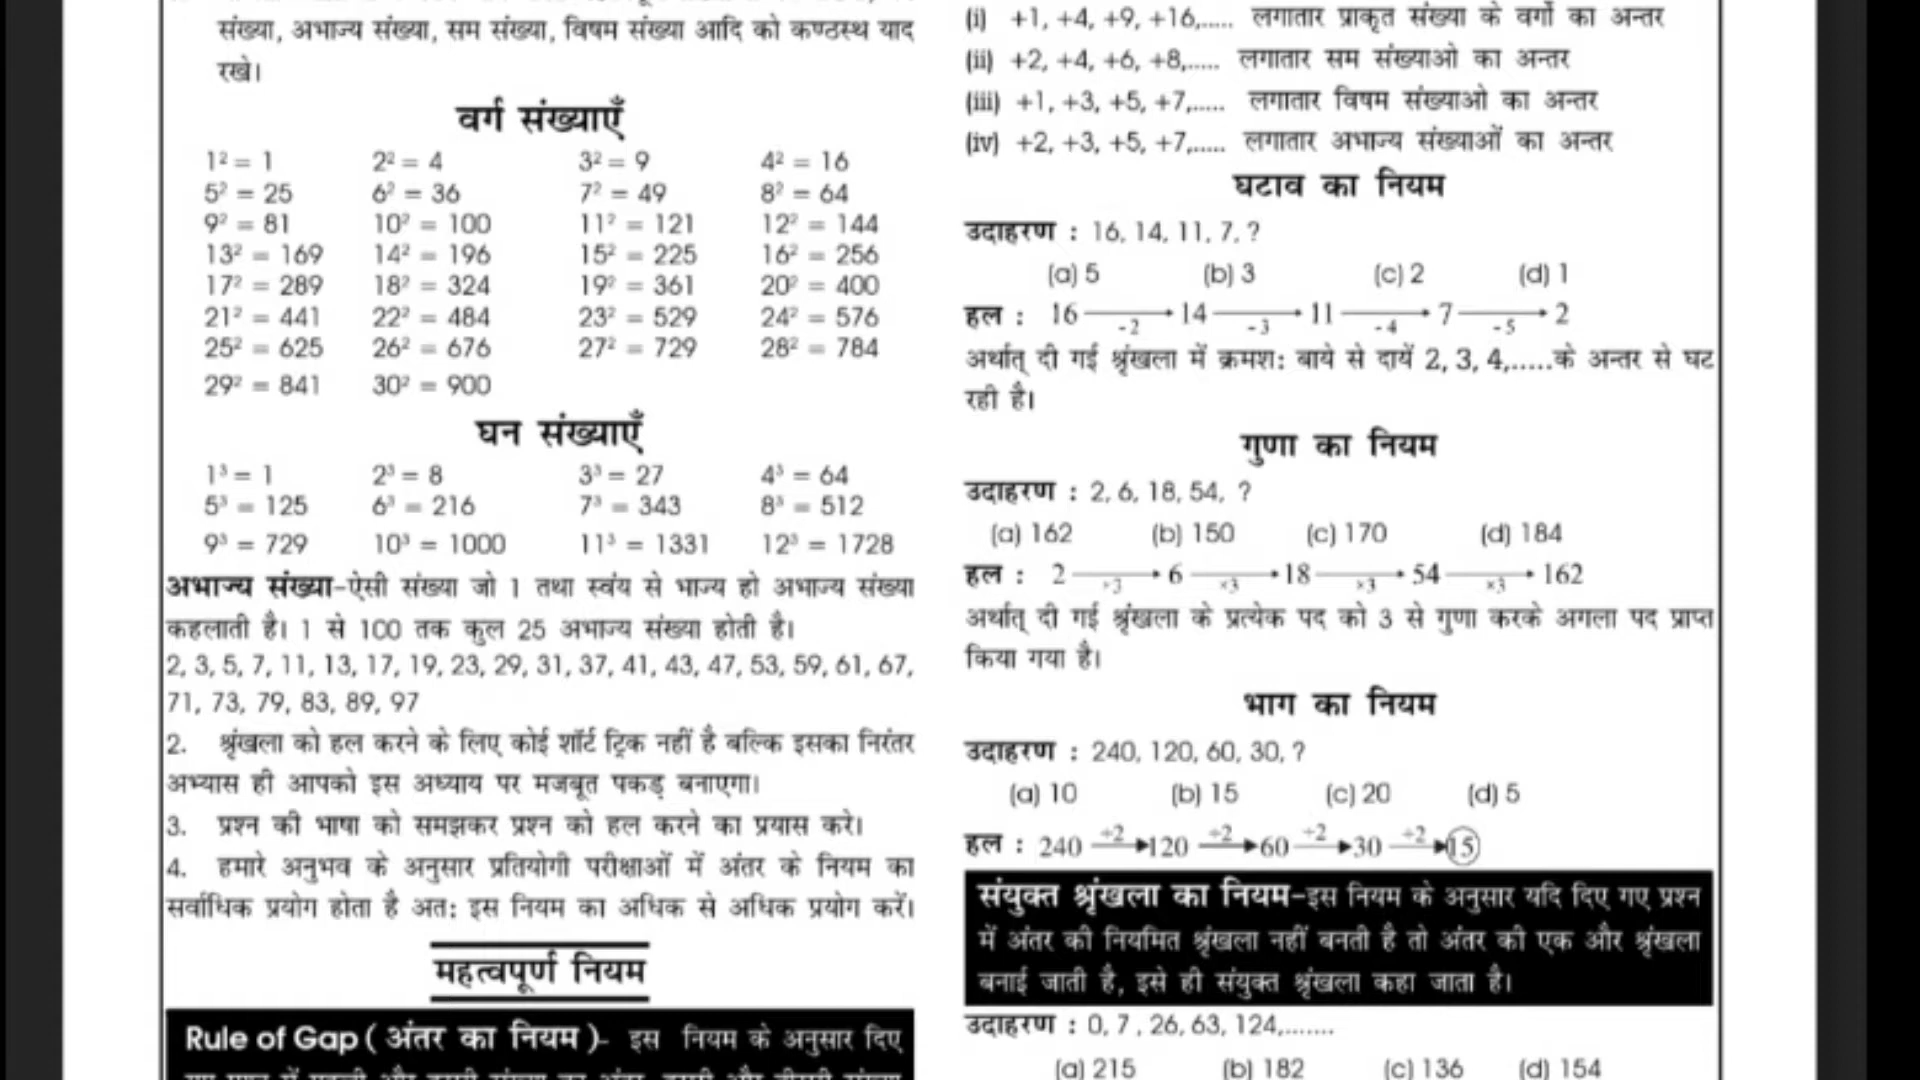 संख्या, अभाज्य संख्या, सम संख्या, विषम संख्या आदि को कण्ठस्थ याद
रखे।
वर्ग संख्याएँ
1² = 1 2² = 4 3² = 9 4² = 16
5² = 25 6² = 36 7² = 49 8² = 64
9² = 81 10² = 100 11² = 121 12² = 144
13² = 169 14² = 196 15² = 225 16² = 256
17² = 289 18² = 324 19² = 361 20² = 400
21² = 441 22² = 484 23² = 529 24² = 576
25² = 625 26² = 676 27² = 729 28² = 784
29² = 841 30² = 900
घन संख्याएँ
1³ = 1 2³ = 8 3³ = 27 4³ = 64
5³ = 125 6³ = 216 7³ = 343 8³ = 512
9³ = 729 10³ = 1000 11³ = 1331 12³ = 1728
अभाज्य संख्या-ऐसी संख्या जो 1 तथा स्वंय से भाज्य हो अभाज्य संख्या
कहलाती है। 1 से 100 तक कुल 25 अभाज्य संख्या होती है।
2, 3, 5, 7, 11, 13, 17, 19, 23, 29, 31, 37, 41, 43, 47, 53, 59, 61, 67,
71, 73, 79, 83, 89, 97
2. श्रृंखला को हल करने के लिए कोई शॉर्ट ट्रिक नहीं है बल्कि इसका निरंतर
अभ्यास ही आपको इस अध्याय पर मजबूत पकड़ बनाएगा।
3. प्रश्न की भाषा को समझकर प्रश्न को हल करने का प्रयास करे।
4. हमारे अनुभव के अनुसार प्रतियोगी परीक्षाओं में अंतर के नियम का
सर्वाधिक प्रयोग होता है अत: इस नियम का अधिक से अधिक प्रयोग करें।
महत्वपूर्ण नियम
Rule of Gap ( अंतर का नियम )- इस नियम के अनुसार दिए
(i) +1, +4, +9, +16,..... लगातार प्राकृत संख्या के वर्गों का अन्तर
(ii) +2, +4, +6, +8,..... लगातार सम संख्याओ का अन्तर
(iii) +1, +3, +5, +7,..... लगातार विषम संख्याओ का अन्तर
(iv) +2, +3, +5, +7,..... लगातार अभाज्य संख्याओं का अन्तर
घटाव का नियम
उदाहरण : 16, 14, 11, 7, ?
(a) 5 (b) 3 (c) 2 (d) 1
हल : 16 → 14 → 11 → 7 → 2
-2 -3 -4 -5
अर्थात् दी गई श्रृंखला में क्रमश: बाये से दायें 2, 3, 4,.....के अन्तर से घट
रही है।
गुणा का नियम
उदाहरण : 2, 6, 18, 54, ?
(a) 162 (b) 150 (c) 170 (d) 184
हल : 2 → 6 → 18 → 54 → 162
×3 ×3 ×3 ×3
अर्थात् दी गई श्रृंखला के प्रत्येक पद को 3 से गुणा करके अगला पद प्राप्त
किया गया है।
भाग का नियम
उदाहरण : 240, 120, 60, 30, ?
(a) 10 (b) 15 (c) 20 (d) 5
÷2 ÷2 ÷2 ÷2
हल : 240 → 120 → 60 → 30 → 15
संयुक्त श्रृंखला का नियम-इस नियम के अनुसार यदि दिए गए प्रश्न
में अंतर की नियमित श्रृंखला नहीं बनती है तो अंतर की एक और श्रृंखला
बनाई जाती है, इसे ही संयुक्त श्रृंखला कहा जाता है।
उदाहरण : 0, 7 , 26, 63, 124,.......
(a) 215 (b) 182 (c) 136 (d) 154